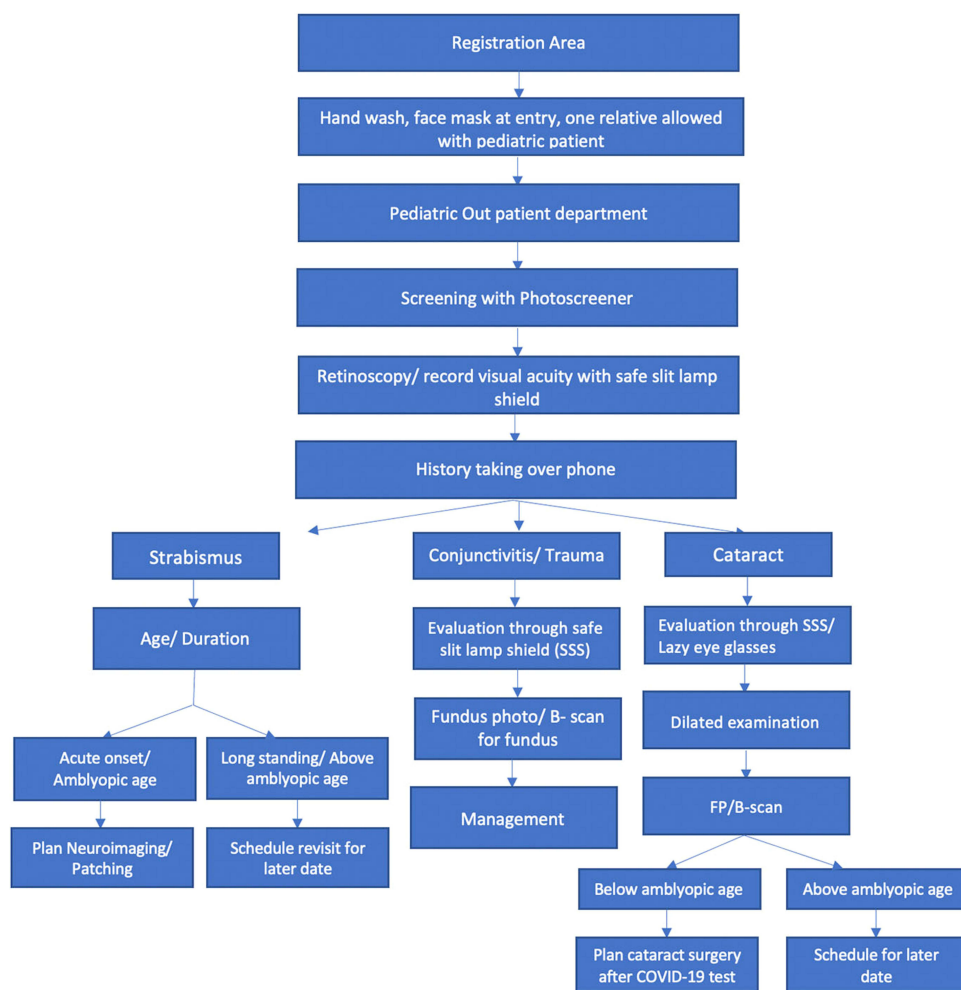 Registration Area
Hand wash, face mask at entry, one relative allowed
with pediatric patient
Pediatric Out patient department
Screening with Photoscreener
Retinoscopy/ record visual acuity with safe slit lamp
shield
History taking over phone
Strabismus
Conjunctivitis/ Trauma
Cataract
Age/ Duration
Evaluation through safe
slit lamp shield (SSS)
Evaluation through SSS/
Lazy eye glasses
Fundus photo/ B- scan
for fundus
Dilated examination
Acute onset/
Amblyopic age
Long standing/ Above
amblyopic age
Management
FP/B-scan
Plan Neuroimaging/
Patching
Schedule revisit for
later date
Below amblyopic age
Above amblyopic age
Plan cataract surgery
after COVID-19 test
Schedule for later
date